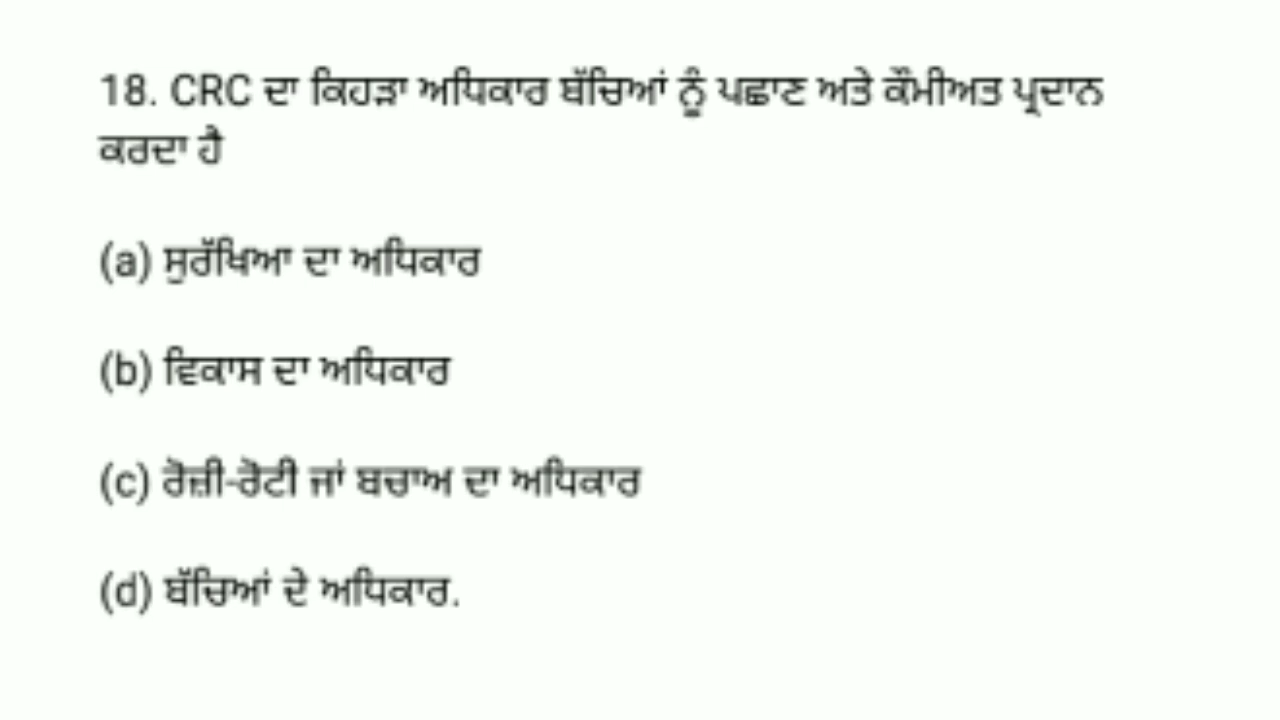 18. CRC ਦਾ ਕਿਹੜਾ ਅਧਿਕਾਰ ਬੱਚਿਆਂ ਨੂੰ ਪਛਾਣ ਅਤੇ ਕੌਮੀਅਤ ਪ੍ਰਦਾਨ
ਕਰਦਾ ਹੈ
(a) ਸੁਰੱਖਿਆ ਦਾ ਅਧਿਕਾਰ
(b) ਵਿਕਾਸ ਦਾ ਅਧਿਕਾਰ
(c) ਰੋਜ਼ੀ-ਰੋਟੀ ਜਾਂ ਬਚਾਅ ਦਾ ਅਧਿਕਾਰ
(d) ਬੱਚਿਆਂ ਦੇ ਅਧਿਕਾਰ.